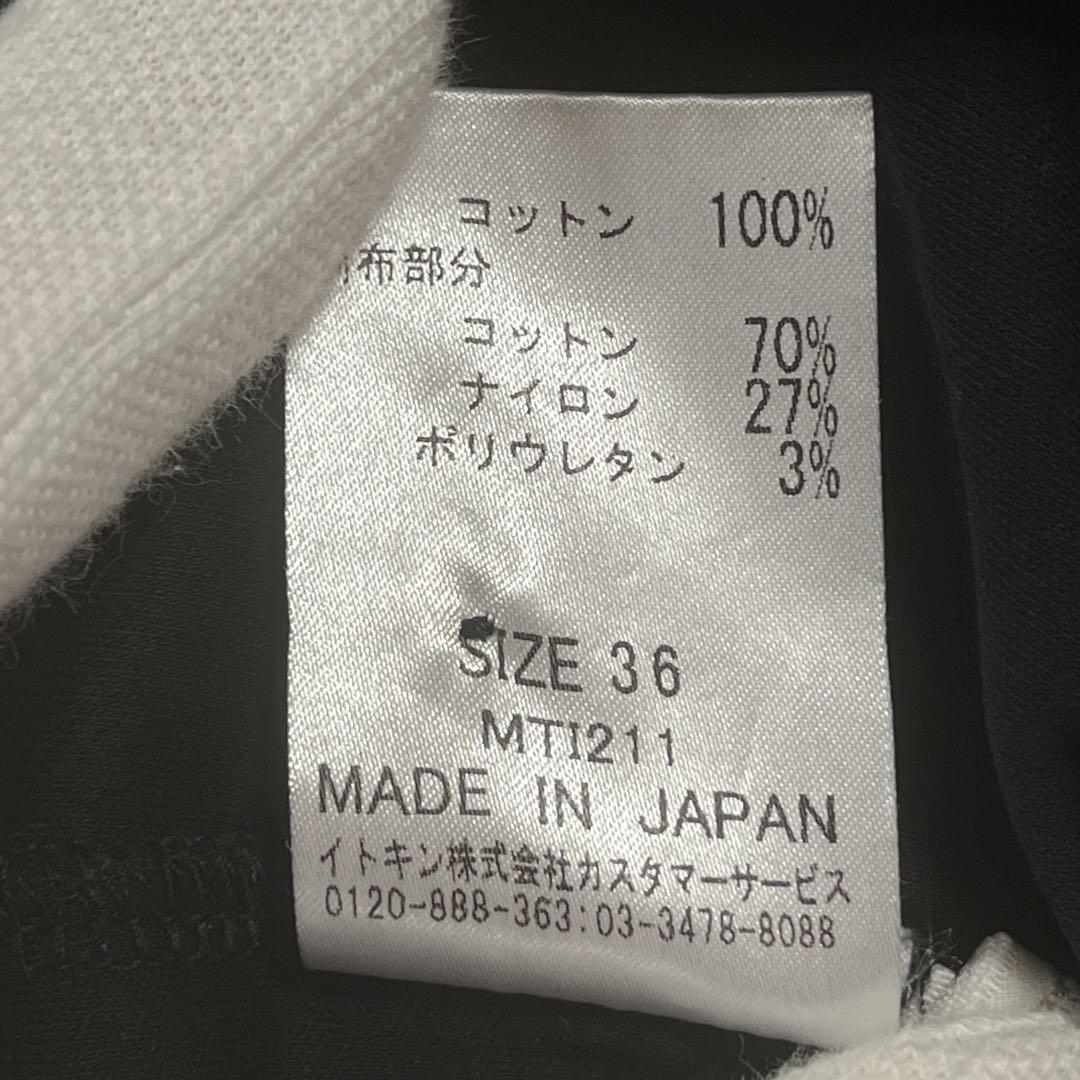 コットン 100%
布部分
コットン 70%
ナイロン 27%
ポリウレタン 3%
SIZE 36
MTI211
MADE IN JAPAN
イトキン株式会社カスタマーサービス
0120-888-363:03-3478-8088